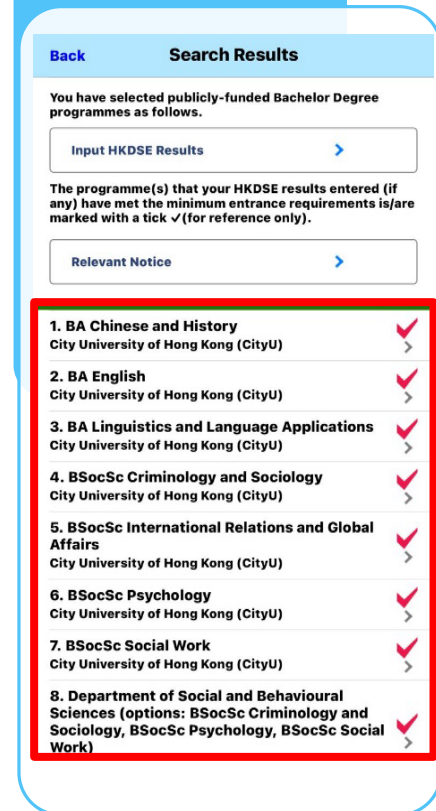 Back Search Results
You have selected publicly-funded Bachelor Degree
programmes as follows.
Input HKDSE Results
The programme(s) that your HKDSE results entered (if
any) have met the minimum entrance requirements is/are
marked with a tick ✓(for reference only).
Relevant Notice
1. BA Chinese and History
City University of Hong Kong (CityU)
2. BA English
City University of Hong Kong (CityU)
3. BA Linguistics and Language Applications
City University of Hong Kong (CityU)
4. BSocSc Criminology and Sociology
City University of Hong Kong (CityU)
5. BSocSc International Relations and Global
Affairs
City University of Hong Kong (CityU)
6. BSocSc Psychology
City University of Hong Kong (CityU)
7. BSocSc Social Work
City University of Hong Kong (CityU)
8. Department of Social and Behavioural
Sciences (options: BSocSc Criminology and
Sociology, BSocSc Psychology, BSocSc Social
Work)